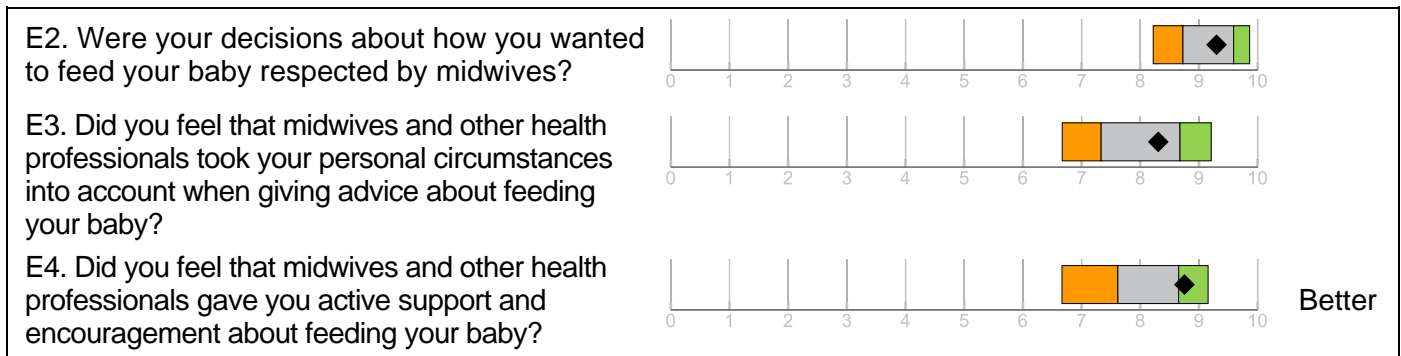 E2. Were your decisions about how you wanted
to feed your baby respected by midwives?
0 1 2 3 4 5 6 7 8 9 10
E3. Did you feel that midwives and other health
professionals took your personal circumstances
into account when giving advice about feeding
your baby?
0 1 2 3 4 5 6 7 8 9 10
E4. Did you feel that midwives and other health
professionals gave you active support and
encouragement about feeding your baby?
0 1 2 3 4 5 6 7 8 9 10
Better